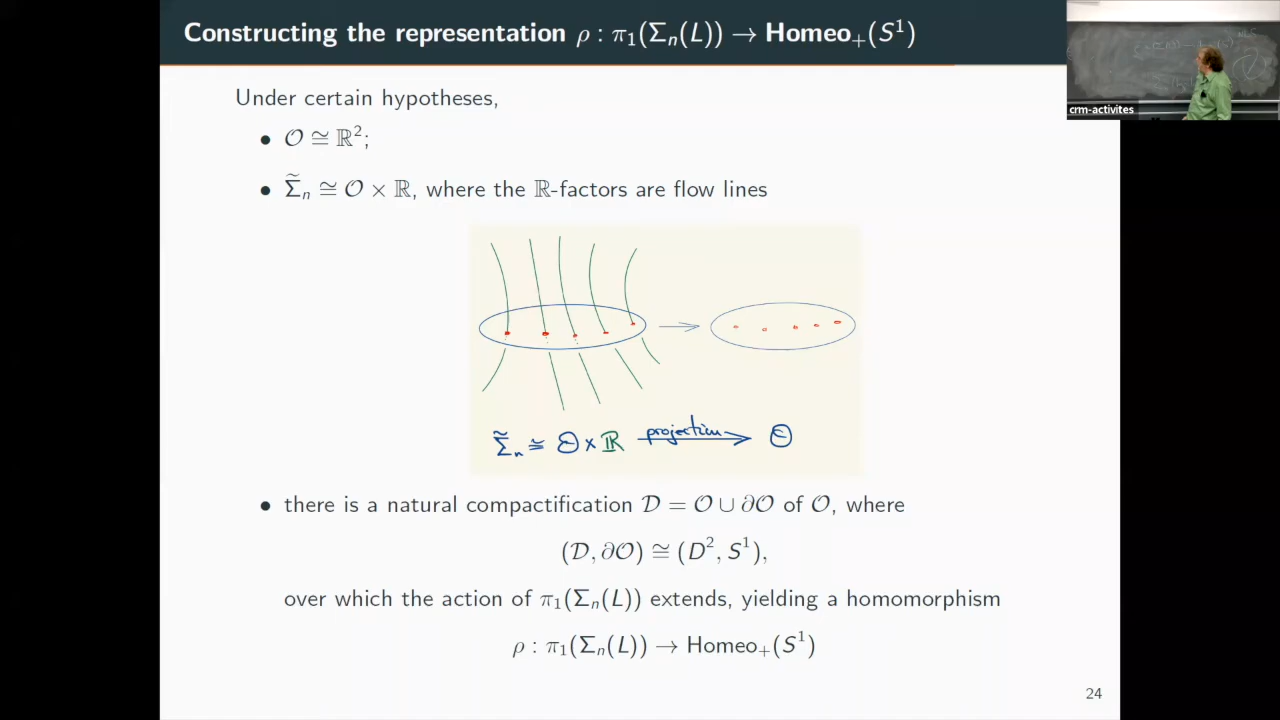 Constructing the representation ρ : π₁(Σₙ(L)) → Homeo₊(S¹)
crm-activites
Under certain hypotheses,
• 𝒪 ≅ ℝ²;
• Σ̃ₙ ≅ 𝒪 × ℝ, where the ℝ-factors are flow lines
Σ̃ₙ ≅ 𝒪 × ℝ projection → 𝒪
• there is a natural compactification 𝒟 = 𝒪 ∪ ∂𝒪 of 𝒪, where
(𝒟, ∂𝒪) ≅ (D², S¹),
over which the action of π₁(Σₙ(L)) extends, yielding a homomorphism
ρ : π₁(Σₙ(L)) → Homeo₊(S¹)
24